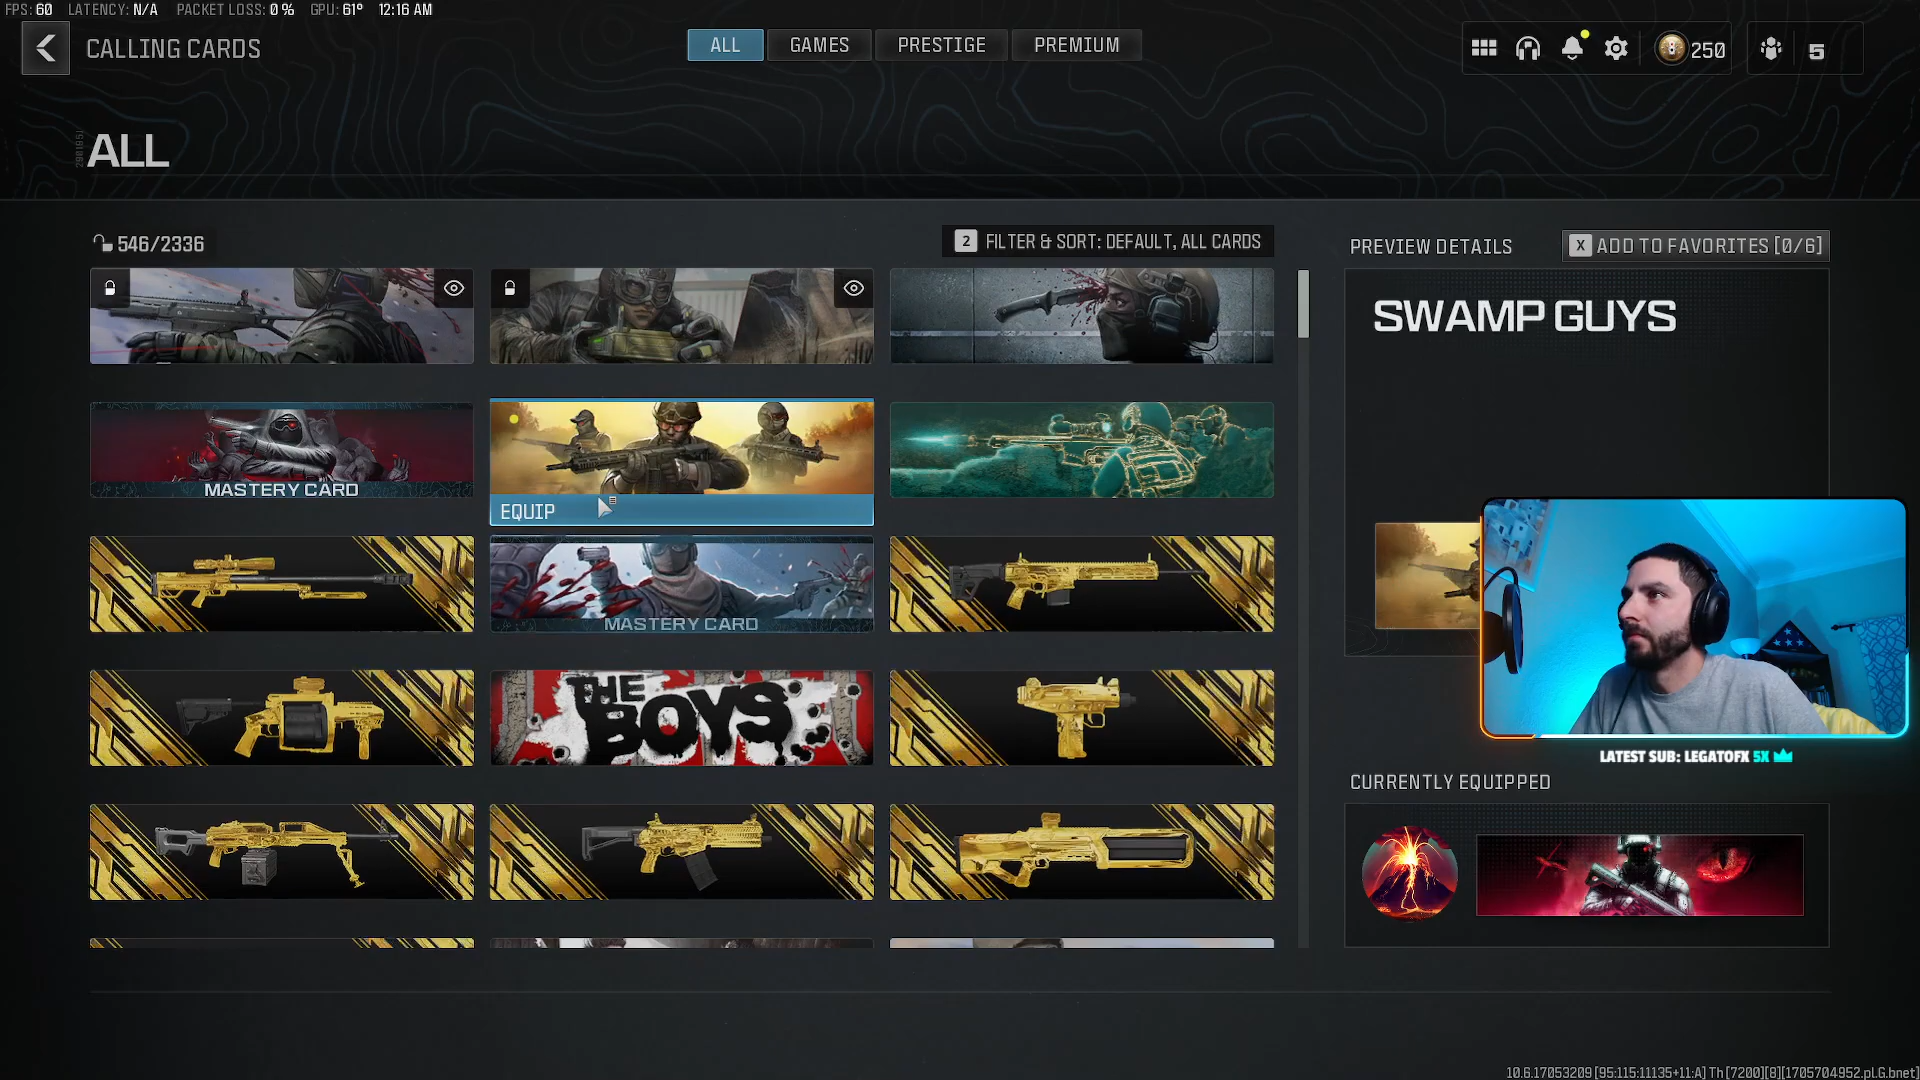 FPS: 60 LATENCY: N/A PACKET LOSS: 0 % GPU: 61° 12:16 AM
CALLING CARDS
ALL GAMES PRESTIGE PREMIUM
250
5
ALL
546/2336
2 FILTER & SORT: DEFAULT, ALL CARDS
PREVIEW DETAILS
X ADD TO FAVORITES [0/6]
SWAMP GUYS
MASTERY CARD
EQUIP
MASTERY CARD
THE BOYS
LATEST SUB: LEGATOFX 5X
CURRENTLY EQUIPPED
10.6.17053209 [95:115:11135+11:A] Th [7200][8][1705704952.pl.G.bnet]